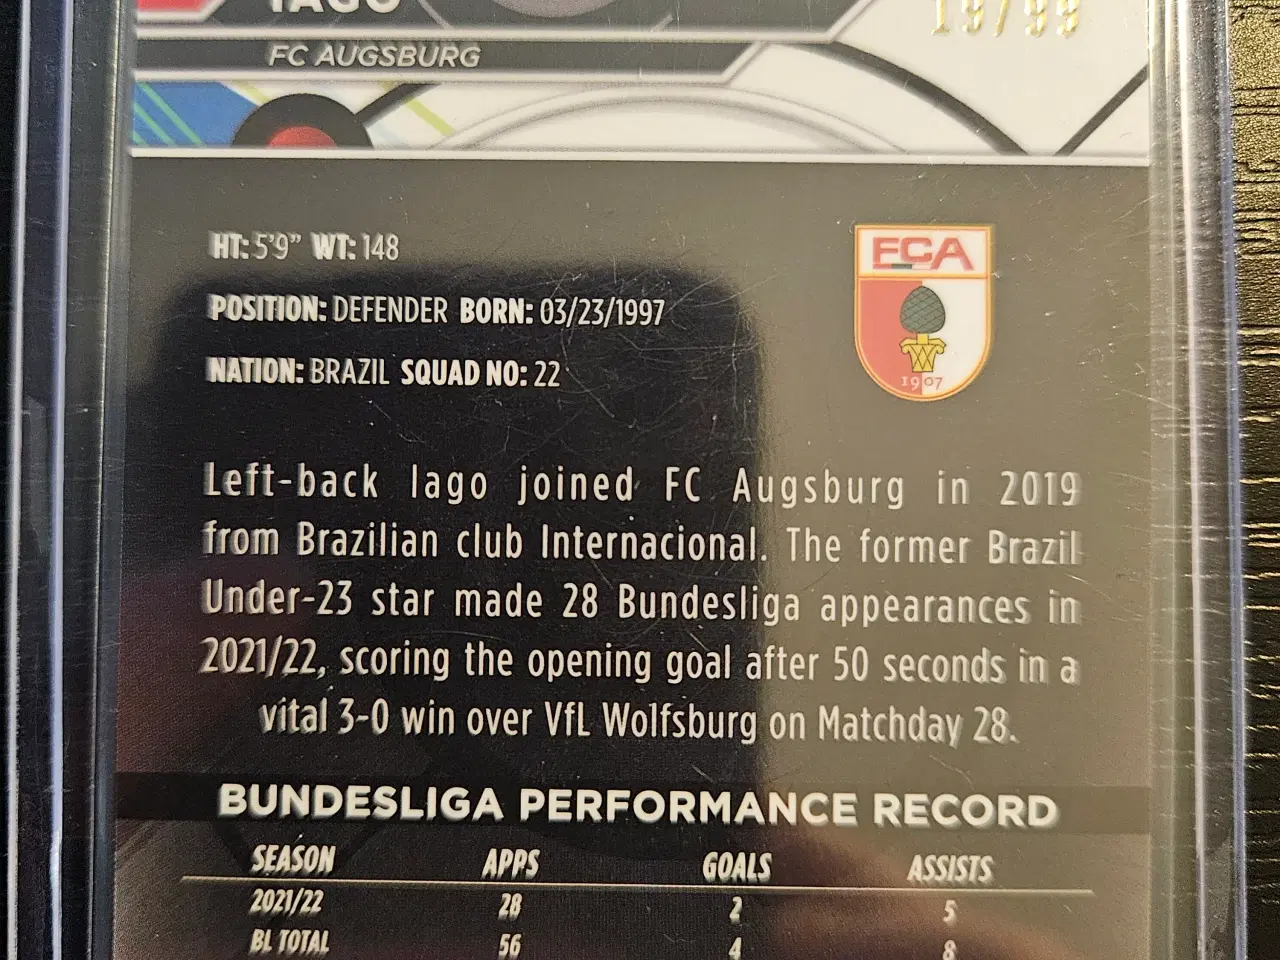 IAGO
19/99
FC AUGSBURG
HT: 5'9” WT: 148
FCA
POSITION: DEFENDER BORN: 03/23/1997
NATION: BRAZIL SQUAD NO: 22
1907
Left-back Iago joined FC Augsburg in 2019
from Brazilian club Internacional. The former Brazil
Under-23 star made 28 Bundesliga appearances in
2021/22, scoring the opening goal after 50 seconds in a
vital 3-0 win over VfL Wolfsburg on Matchday 28.
BUNDESLIGA PERFORMANCE RECORD
SEASON APPS GOALS ASSISTS
2021/22 28 2 5
BL TOTAL 56 4 8